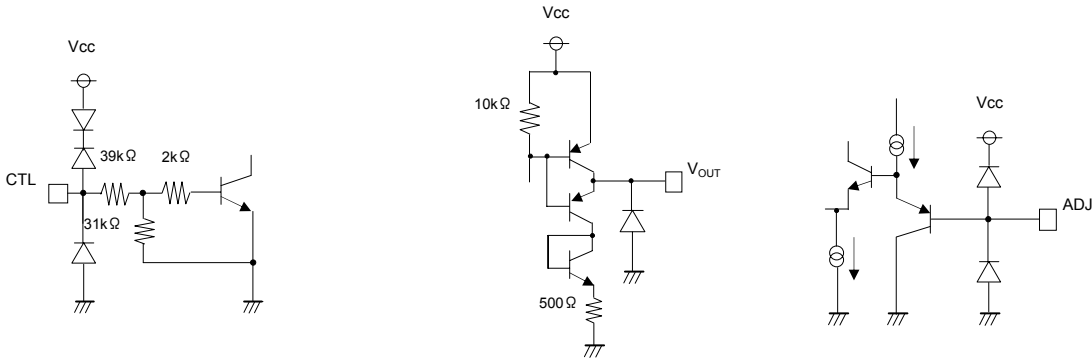 Vcc
39kΩ
2kΩ
CTL
31kΩ
Vcc
10kΩ
VOUT
500Ω
Vcc
ADJ